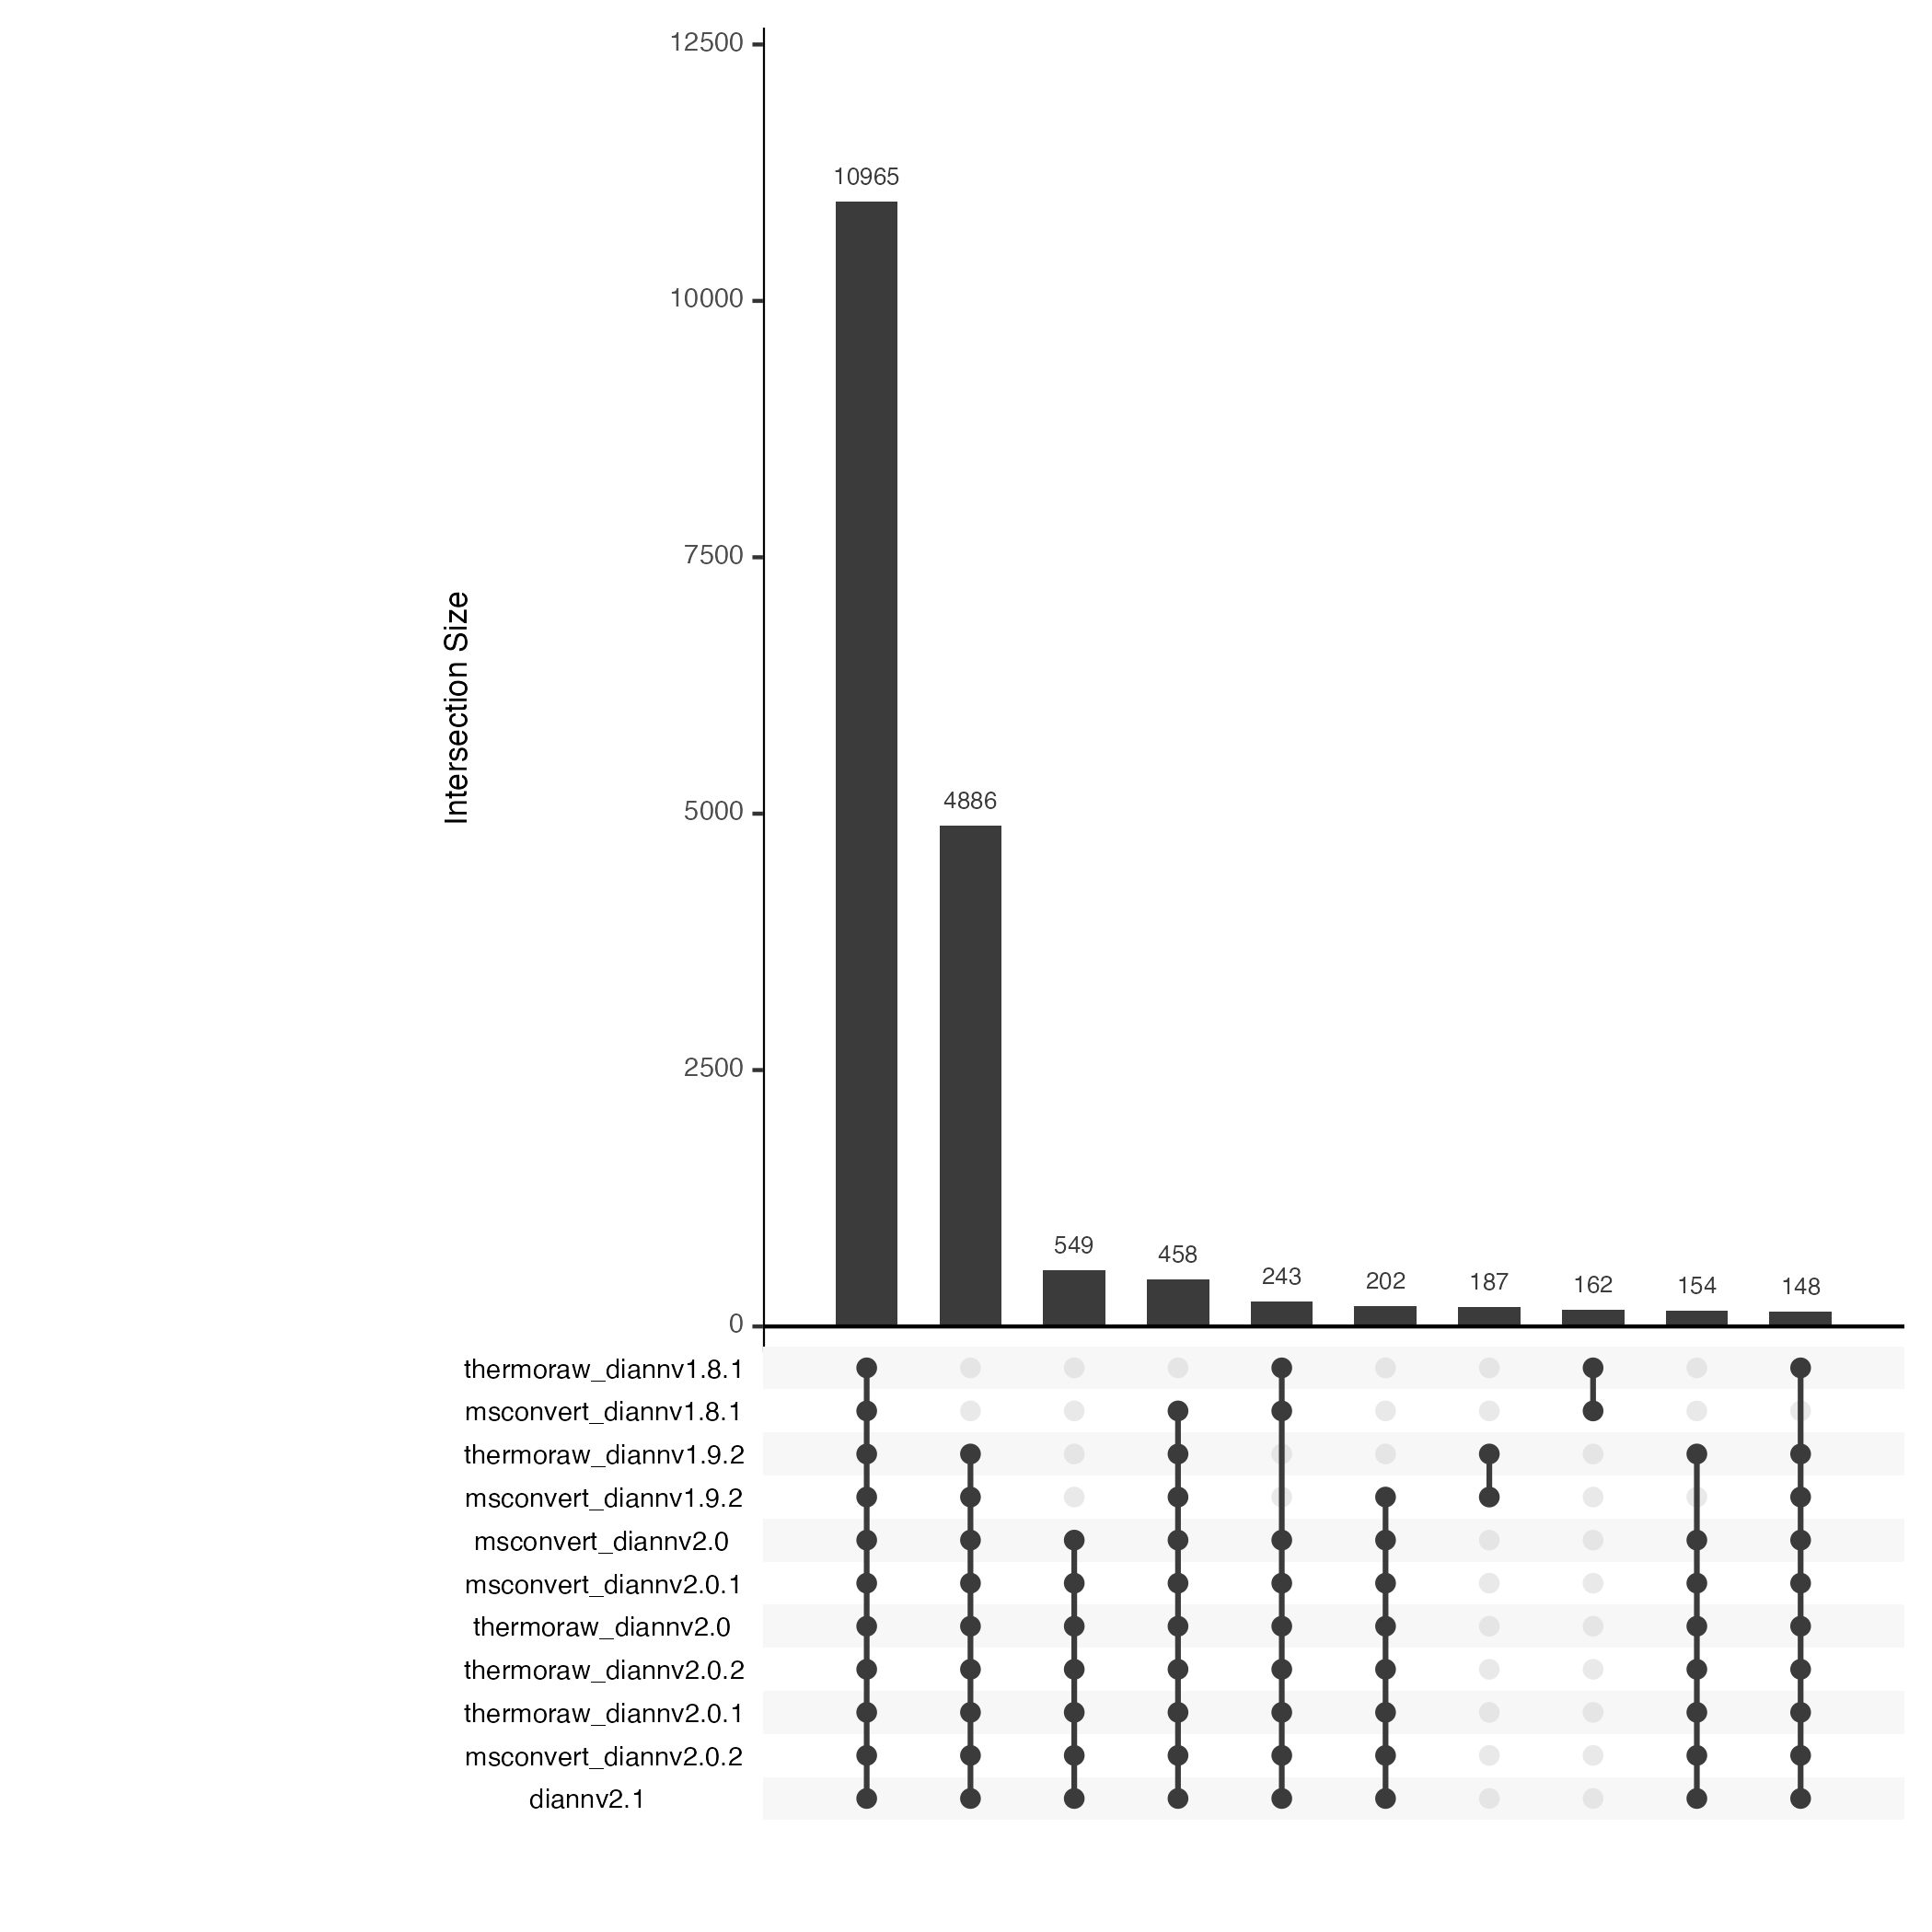 12500
10000
7500
5000
2500
0
Intersection Size
10965
4886
549
458
243
202
187
162
154
148
thermoraw_diannv1.8.1
msconvert_diannv1.8.1
thermoraw_diannv1.9.2
msconvert_diannv1.9.2
msconvert_diannv2.0
msconvert_diannv2.0.1
thermoraw_diannv2.0
thermoraw_diannv2.0.2
thermoraw_diannv2.0.1
msconvert_diannv2.0.2
diannv2.1